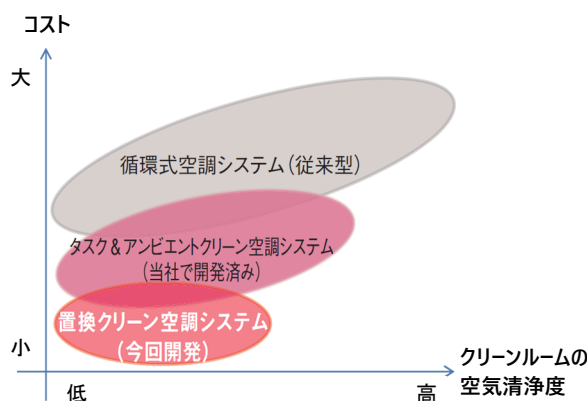 コスト
大
循環式空調システム(従来型)
タスク&アンビエントクリーン空調システム
(当社で開発済み)
置換クリーン空調システム
(今回開発)
小
低
高
クリーンルームの
空気清浄度